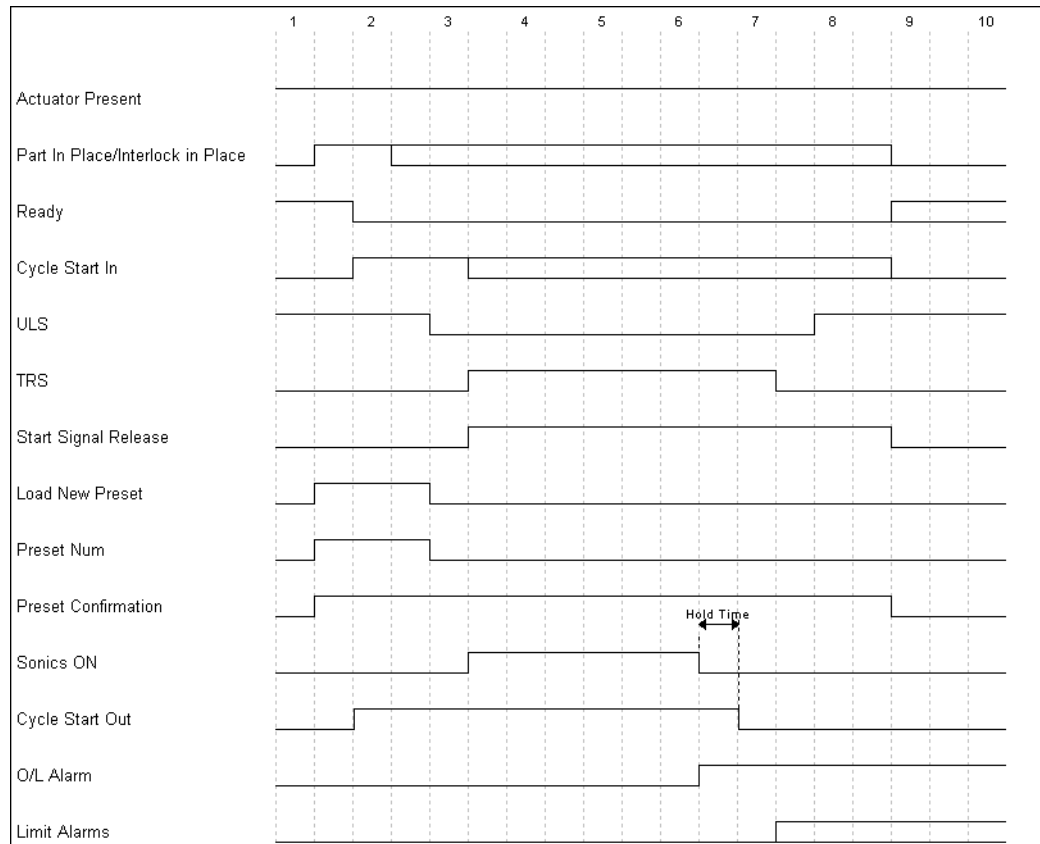 1 2 3 4 5 6 7 8 9 10
Actuator Present
Part In Place/Interlock in Place
Ready
Cycle Start In
ULS
TRS
Start Signal Release
Load New Preset
Preset Num
Preset Confirmation
Hold Time
Sonics ON
Cycle Start Out
O/L Alarm
Limit Alarms